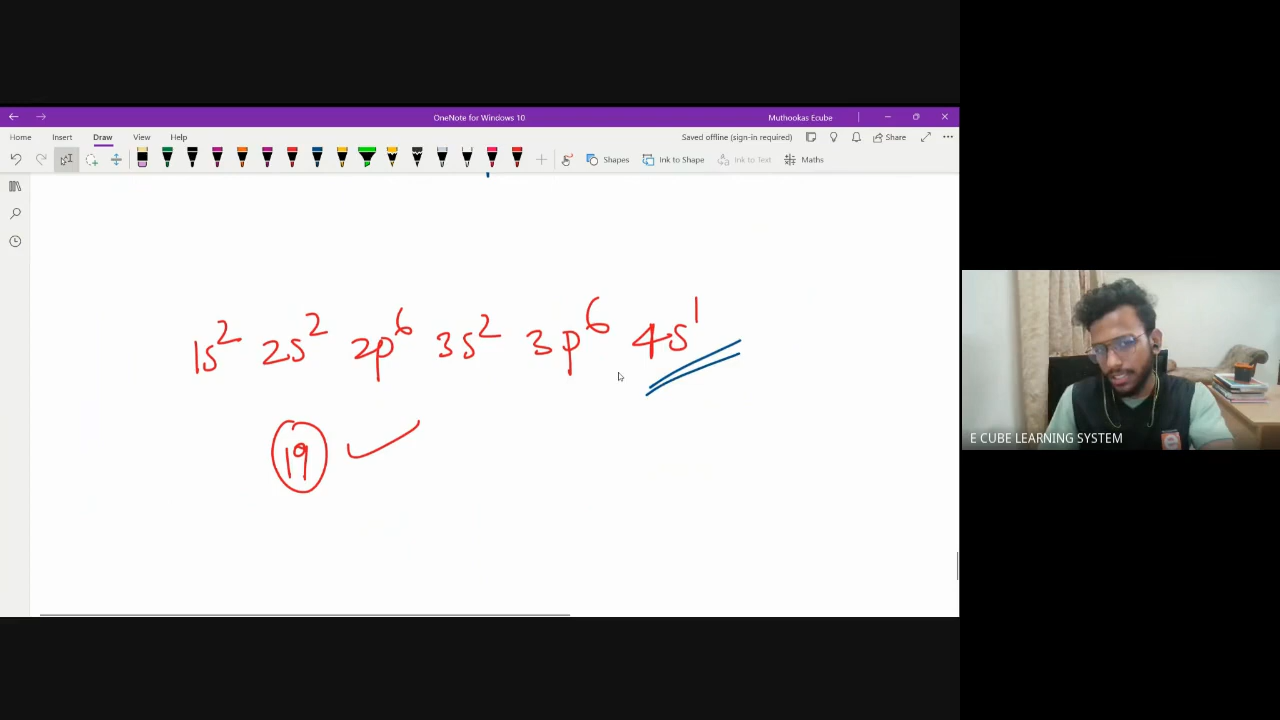 OneNote for Windows 10
Muthookas Ecube
Home Insert Draw View Help
Saved offline (sign-in required)
Share
Shapes
Ink to Shape
Ink to Text
Maths
1s² 2s² 2p⁶ 3s² 3p⁶ 4s¹
19
E CUBE LEARNING SYSTEM